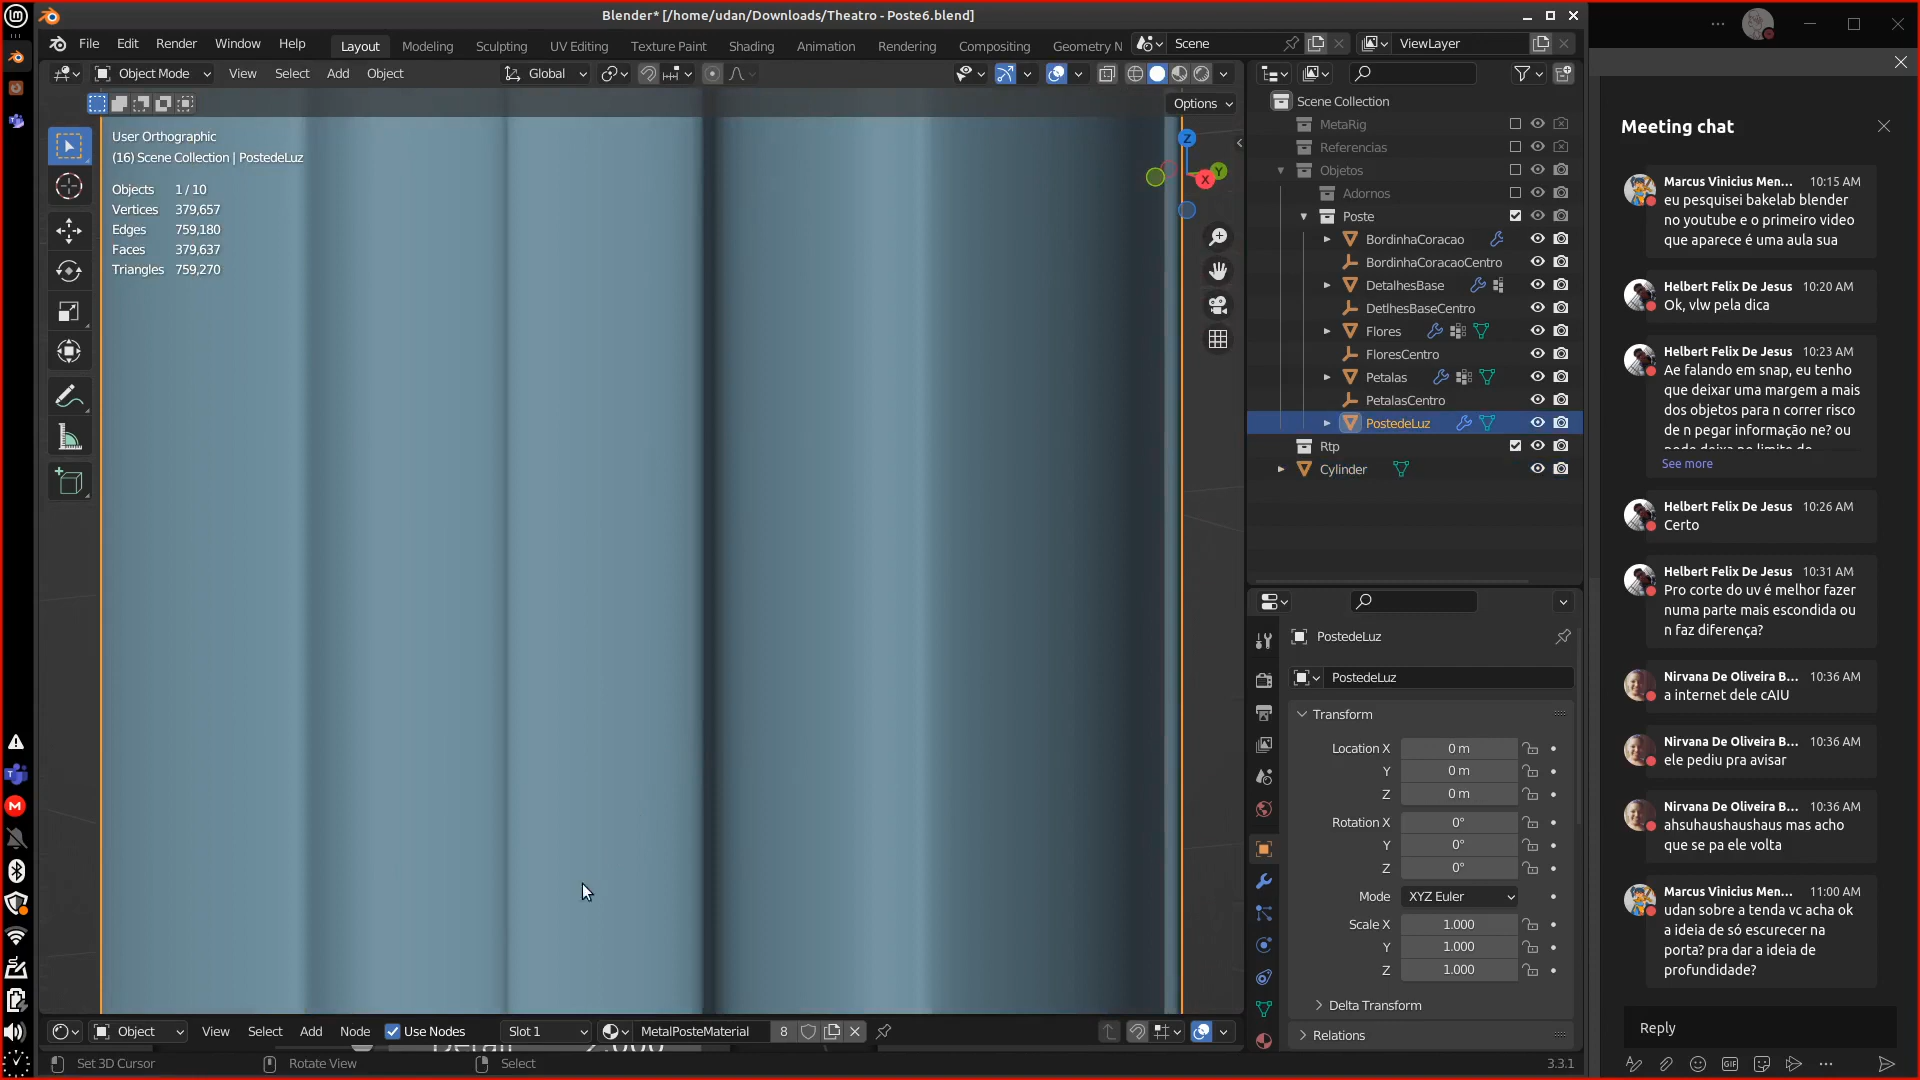 Blender* [/home/udan/Downloads/Theatro - Poste6.blend]
File Edit Render Window Help
Layout Modeling Sculpting UV Editing Texture Paint Shading Animation Rendering Compositing Geometry N
Scene
ViewLayer
Object Mode View Select Add Object
Global
Options
User Orthographic
(16) Scene Collection | PostedeLuz
Objects 1 / 10
Vertices 379,657
Edges 759,180
Faces 379,637
Triangles 759,270
Z
Y
X
Scene Collection
MetaRig
Referencias
Objetos
Adornos
Poste
BordinhaCoracao
BordinhaCoracaoCentro
DetalhesBase
DetlhesBaseCentro
Flores
FloresCentro
Petalas
PetalasCentro
PostedeLuz
Rtp
Cylinder
PostedeLuz
PostedeLuz
Transform
Location X 0 m
Y 0 m
Z 0 m
Rotation X 0°
Y 0°
Z 0°
Mode XYZ Euler
Scale X 1.000
Y 1.000
Z 1.000
Delta Transform
Relations
Object View Select Add Node Use Nodes Slot 1 MetalPosteMaterial 8
Set 3D Cursor Rotate View Select
3.3.1
Meeting chat
Marcus Vinicius Men... 10:15 AM
eu pesquisei bakelab blender
no youtube e o primeiro video
que aparece é uma aula sua
Helbert Felix De Jesus 10:20 AM
Ok, vlw pela dica
Helbert Felix De Jesus 10:23 AM
Ae falando em snap, eu tenho
que deixar uma margem a mais
dos objetos para n correr risco
de n pegar informação ne? ou
See more
Helbert Felix De Jesus 10:26 AM
Certo
Helbert Felix De Jesus 10:31 AM
Pro corte do uv é melhor fazer
numa parte mais escondida ou
n faz diferença?
Nirvana De Oliveira B... 10:36 AM
a internet dele cAIU
Nirvana De Oliveira B... 10:36 AM
ele pediu pra avisar
Nirvana De Oliveira B... 10:36 AM
ahsuhaushaushaus mas acho
que se pa ele volta
Marcus Vinicius Men... 11:00 AM
udan sobre a tenda vc acha ok
a ideia de só escurecer na
porta? pra dar a ideia de
profundidade?
Reply
GIF